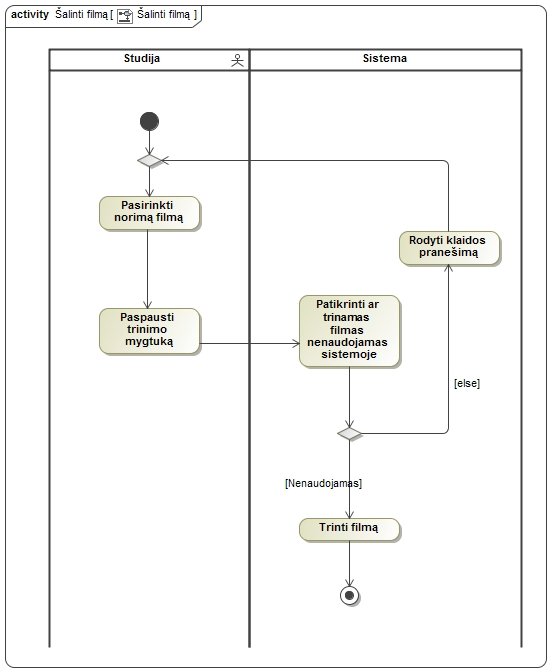 activity Šalinti filmą [ Šalinti filmą ]
Studija
Sistema
Pasirinkti
norimą filmą
Rodyti klaidos
pranešimą
Paspausti
trinimo
mygtuką
Patikrinti ar
trinamas
filmas
nenaudojamas
sistemoje
[else]
[Nenaudojamas]
Trinti filmą